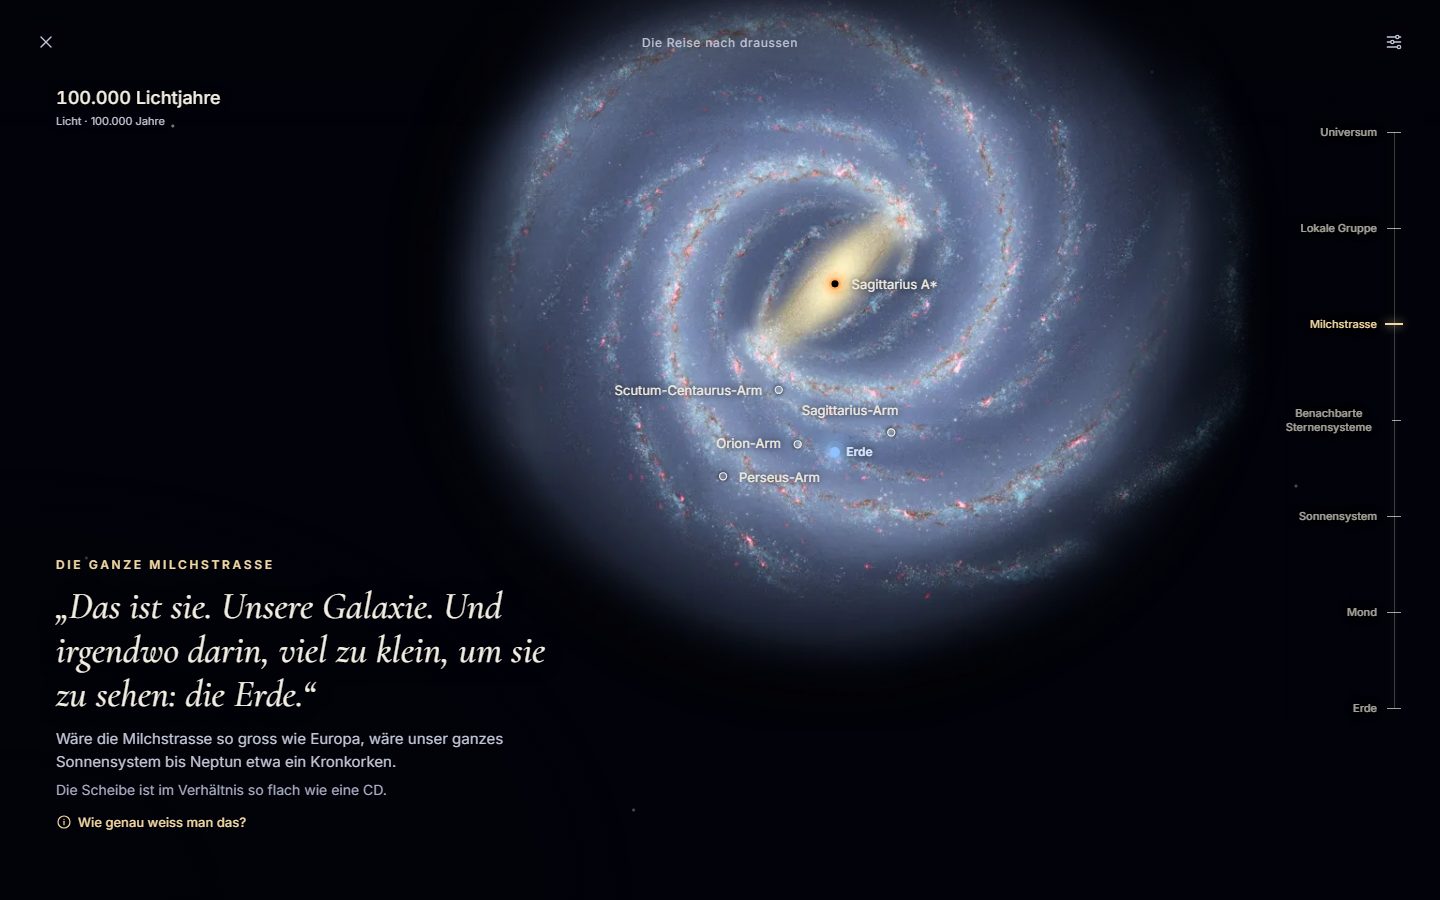 Die Reise nach draussen
100.000 Lichtjahre
Licht · 100.000 Jahre
Universum
Lokale Gruppe
Milchstrasse
Benachbarte
Sternensysteme
Sonnensystem
Mond
Erde
Sagittarius A*
Scutum-Centaurus-Arm
Sagittarius-Arm
Orion-Arm
Erde
Perseus-Arm
DIE GANZE MILCHSTRASSE
„Das ist sie. Unsere Galaxie. Und
irgendwo darin, viel zu klein, um sie
zu sehen: die Erde.“
Wäre die Milchstrasse so gross wie Europa, wäre unser ganzes
Sonnensystem bis Neptun etwa ein Kronkorken.
Die Scheibe ist im Verhältnis so flach wie eine CD.
Wie genau weiss man das?